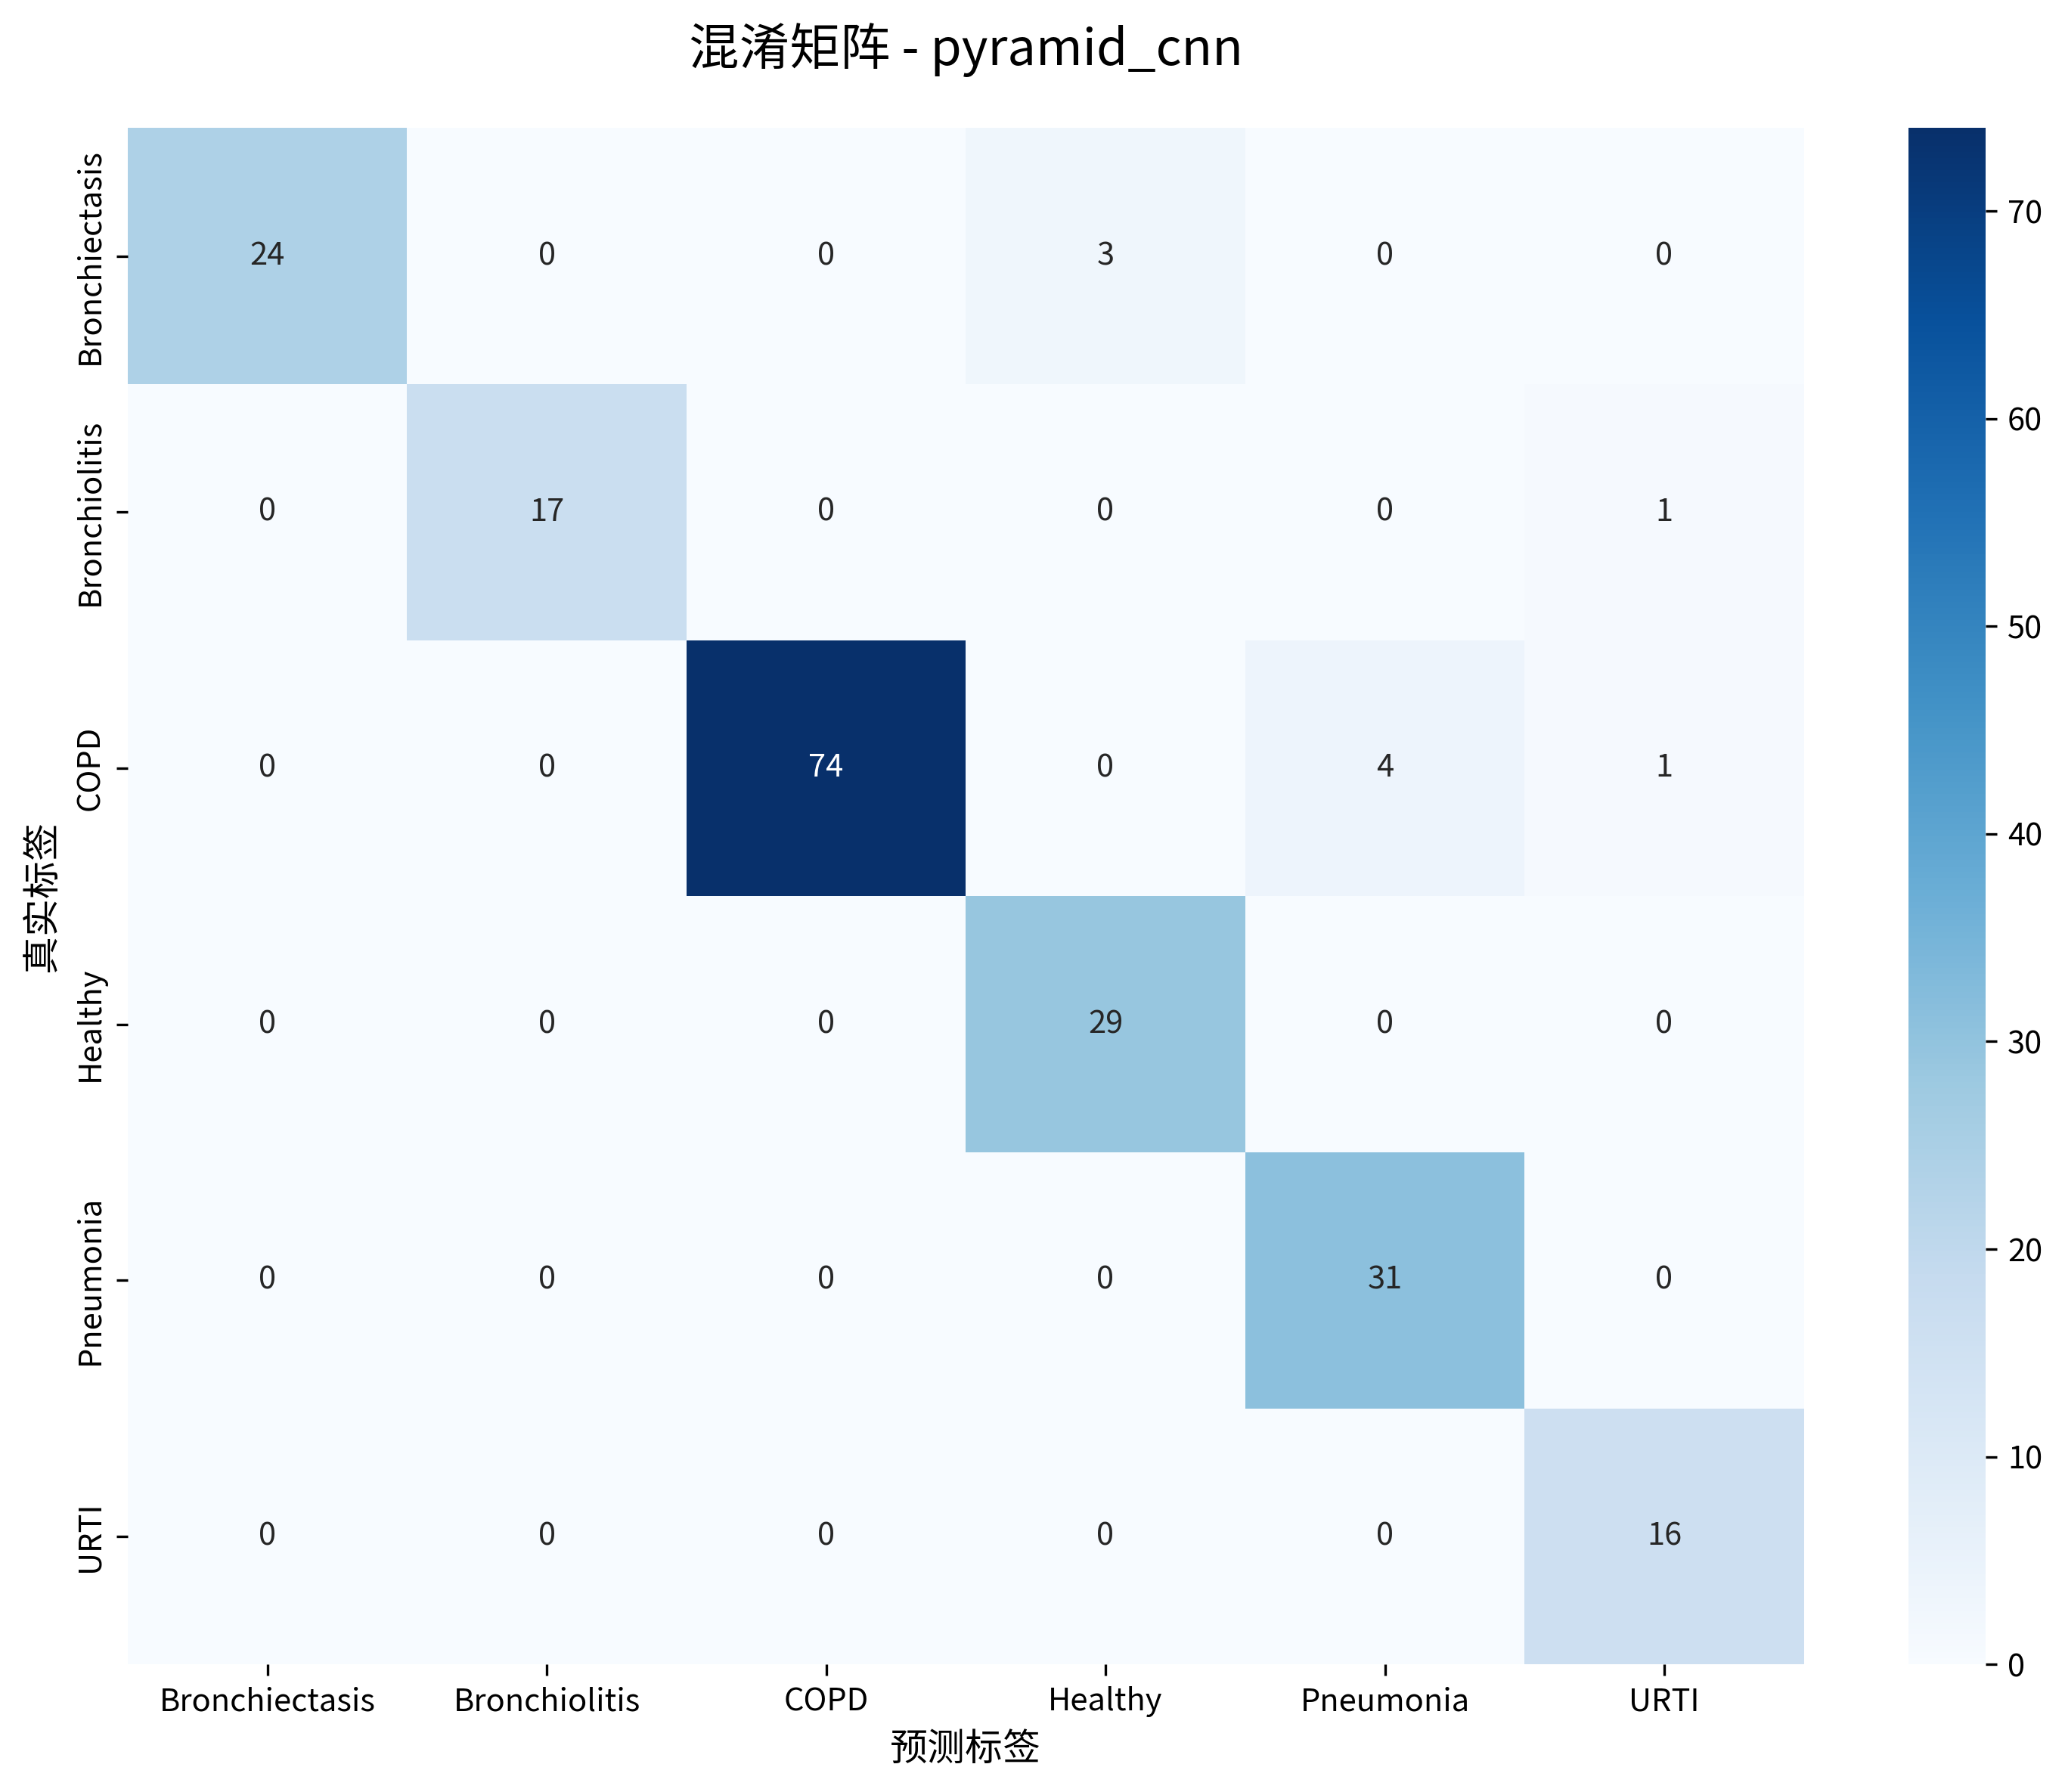 混淆矩阵 - pyramid_cnn
真实标签
Bronchiectasis 24 0 0 3 0 0
Bronchiolitis 0 17 0 0 0 1
COPD 0 0 74 0 4 1
Healthy 0 0 0 29 0 0
Pneumonia 0 0 0 0 31 0
URTI 0 0 0 0 0 16
Bronchiectasis Bronchiolitis COPD Healthy Pneumonia URTI
预测标签
70
60
50
40
30
20
10
0